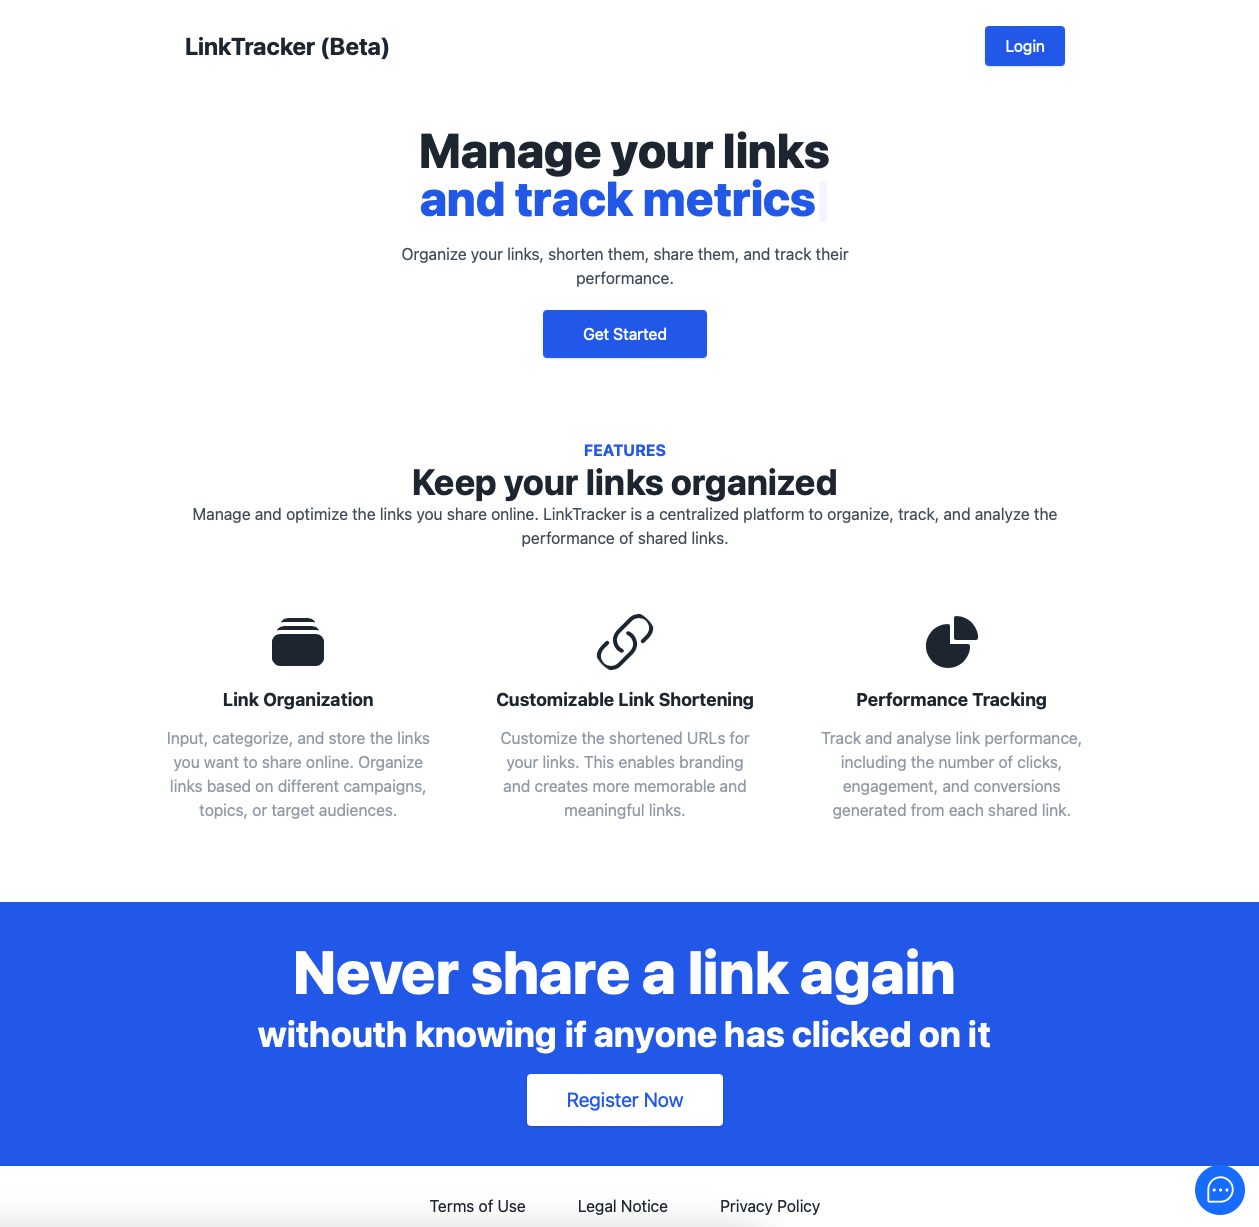 LinkTracker (Beta)
Login
Manage your links
and track metrics
Organize your links, shorten them, share them, and track their
performance.
Get Started
FEATURES
Keep your links organized
Manage and optimize the links you share online. LinkTracker is a centralized platform to organize, track, and analyze the
performance of shared links.
Link Organization
Input, categorize, and store the links
you want to share online. Organize
links based on different campaigns,
topics, or target audiences.
Customizable Link Shortening
Customize the shortened URLs for
your links. This enables branding
and creates more memorable and
meaningful links.
Performance Tracking
Track and analyse link performance,
including the number of clicks,
engagement, and conversions
generated from each shared link.
Never share a link again
withouth knowing if anyone has clicked on it
Register Now
Terms of Use
Legal Notice
Privacy Policy